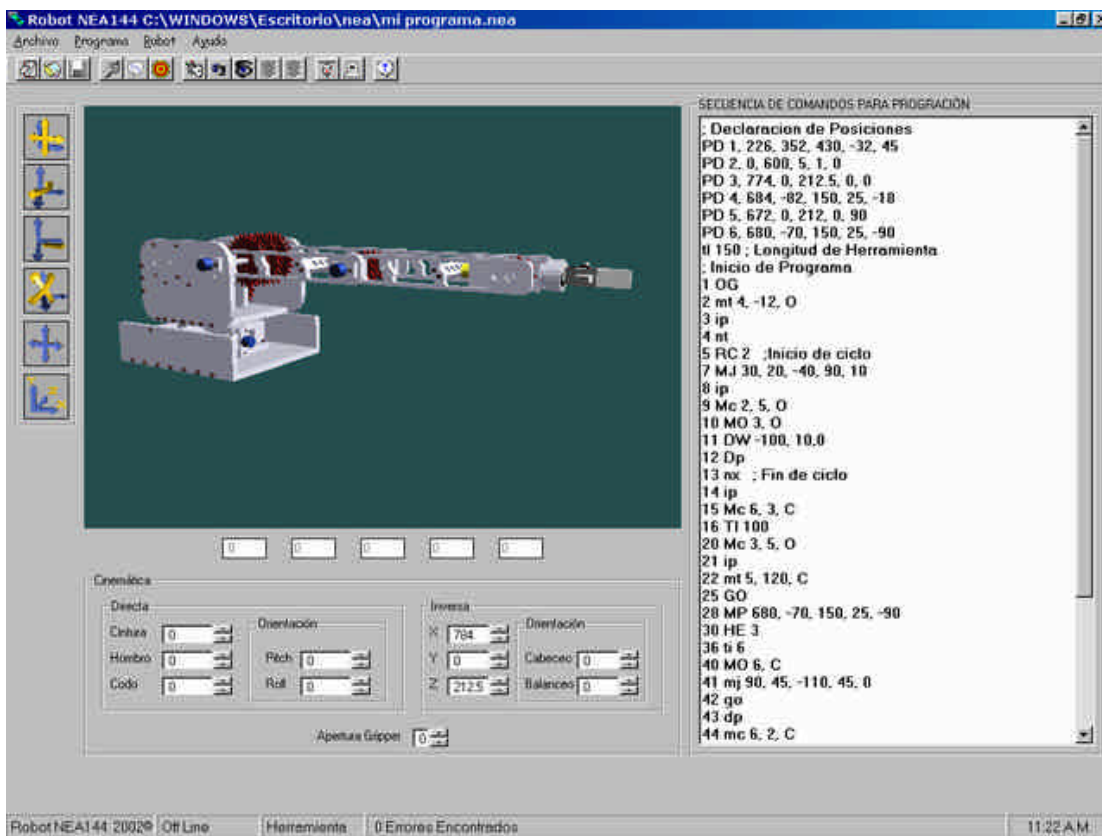 Robot NEA144 C:\WINDOWS\Escritorio\nea\mi programa.nea
Archivo Programa Robot Ayuda
SECUENCIA DE COMANDOS PARA PROGRACIÓN
; Declaracion de Posiciones
PD 1, 226, 352, 430, -32, 45
PD 2, 0, 600, 5, 1, 0
PD 3, 774, 0, 212.5, 0, 0
PD 4, 684, -82, 150, 25, -18
PD 5, 672, 0, 212, 0, 90
PD 6, 680, -70, 150, 25, -90
tl 150 ; Longitud de Herramienta
; Inicio de Programa
1 OG
2 mt 4, -12, O
3 ip
4 nt
5 RC 2 ;Inicio de ciclo
7 MJ 30, 20, -40, 90, 10
8 ip
9 Mc 2, 5, O
10 MO 3, O
11 DW -100, 10,0
12 Dp
13 nx ; Fin de ciclo
14 ip
15 Mc 6, 3, C
16 Tl 100
20 Mc 3, 5, O
21 ip
22 mt 5, 120, C
25 GO
28 MP 680, -70, 150, 25, -90
30 HE 3
36 ti 6
40 MO 6, C
41 mj 90, 45, -110, 45, 0
42 go
43 dp
44 mc 6, 2, C
0 0 0 0 0
Cinemática
Directa
Cintura 0
Hombro 0
Codo 0
Orientación
Pitch 0
Roll 0
Inversa
X 784
Y 0
Z 212.5
Orientación
Cabeceo 0
Balanceo 0
Apertura Gripper 0
Robot NEA144 2002© Off Line Herramienta 0 Errores Encontrados 11:22 A.M.